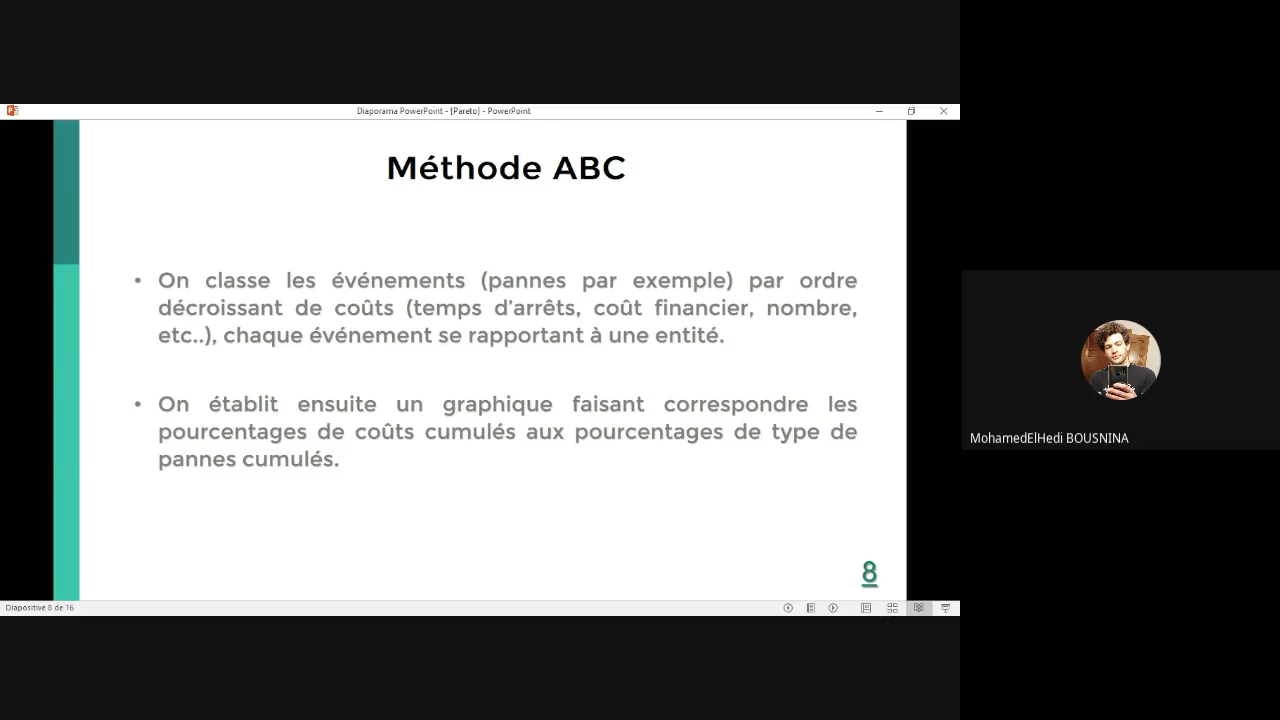 Diaporama PowerPoint - [Pareto] - PowerPoint
Méthode ABC
• On classe les événements (pannes par exemple) par ordre
décroissant de coûts (temps d'arrêts, coût financier, nombre,
etc..), chaque événement se rapportant à une entité.
• On établit ensuite un graphique faisant correspondre les
pourcentages de coûts cumulés aux pourcentages de type de
pannes cumulés.
8
Diapositive 8 de 16
MohamedElHedi BOUSNINA